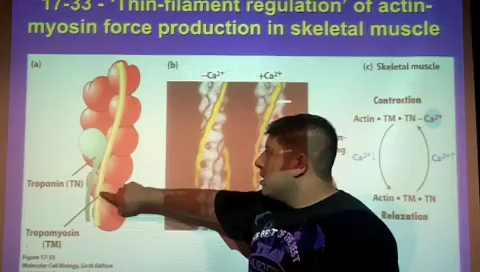 17-33 - 'Thin-filament regulation' of actin-
myosin force production in skeletal muscle
(a)
(b)
(c) Skeletal muscle
–Ca²⁺
+Ca²⁺
Contraction
Actin • TM • TN – Ca²⁺
Ca²⁺↓
Ca²⁺↑
Troponin (TN)
Actin • TM • TN
Relaxation
Tropomyosin
(TM)
Figure 17-33
Molecular Cell Biology, Sixth Edition